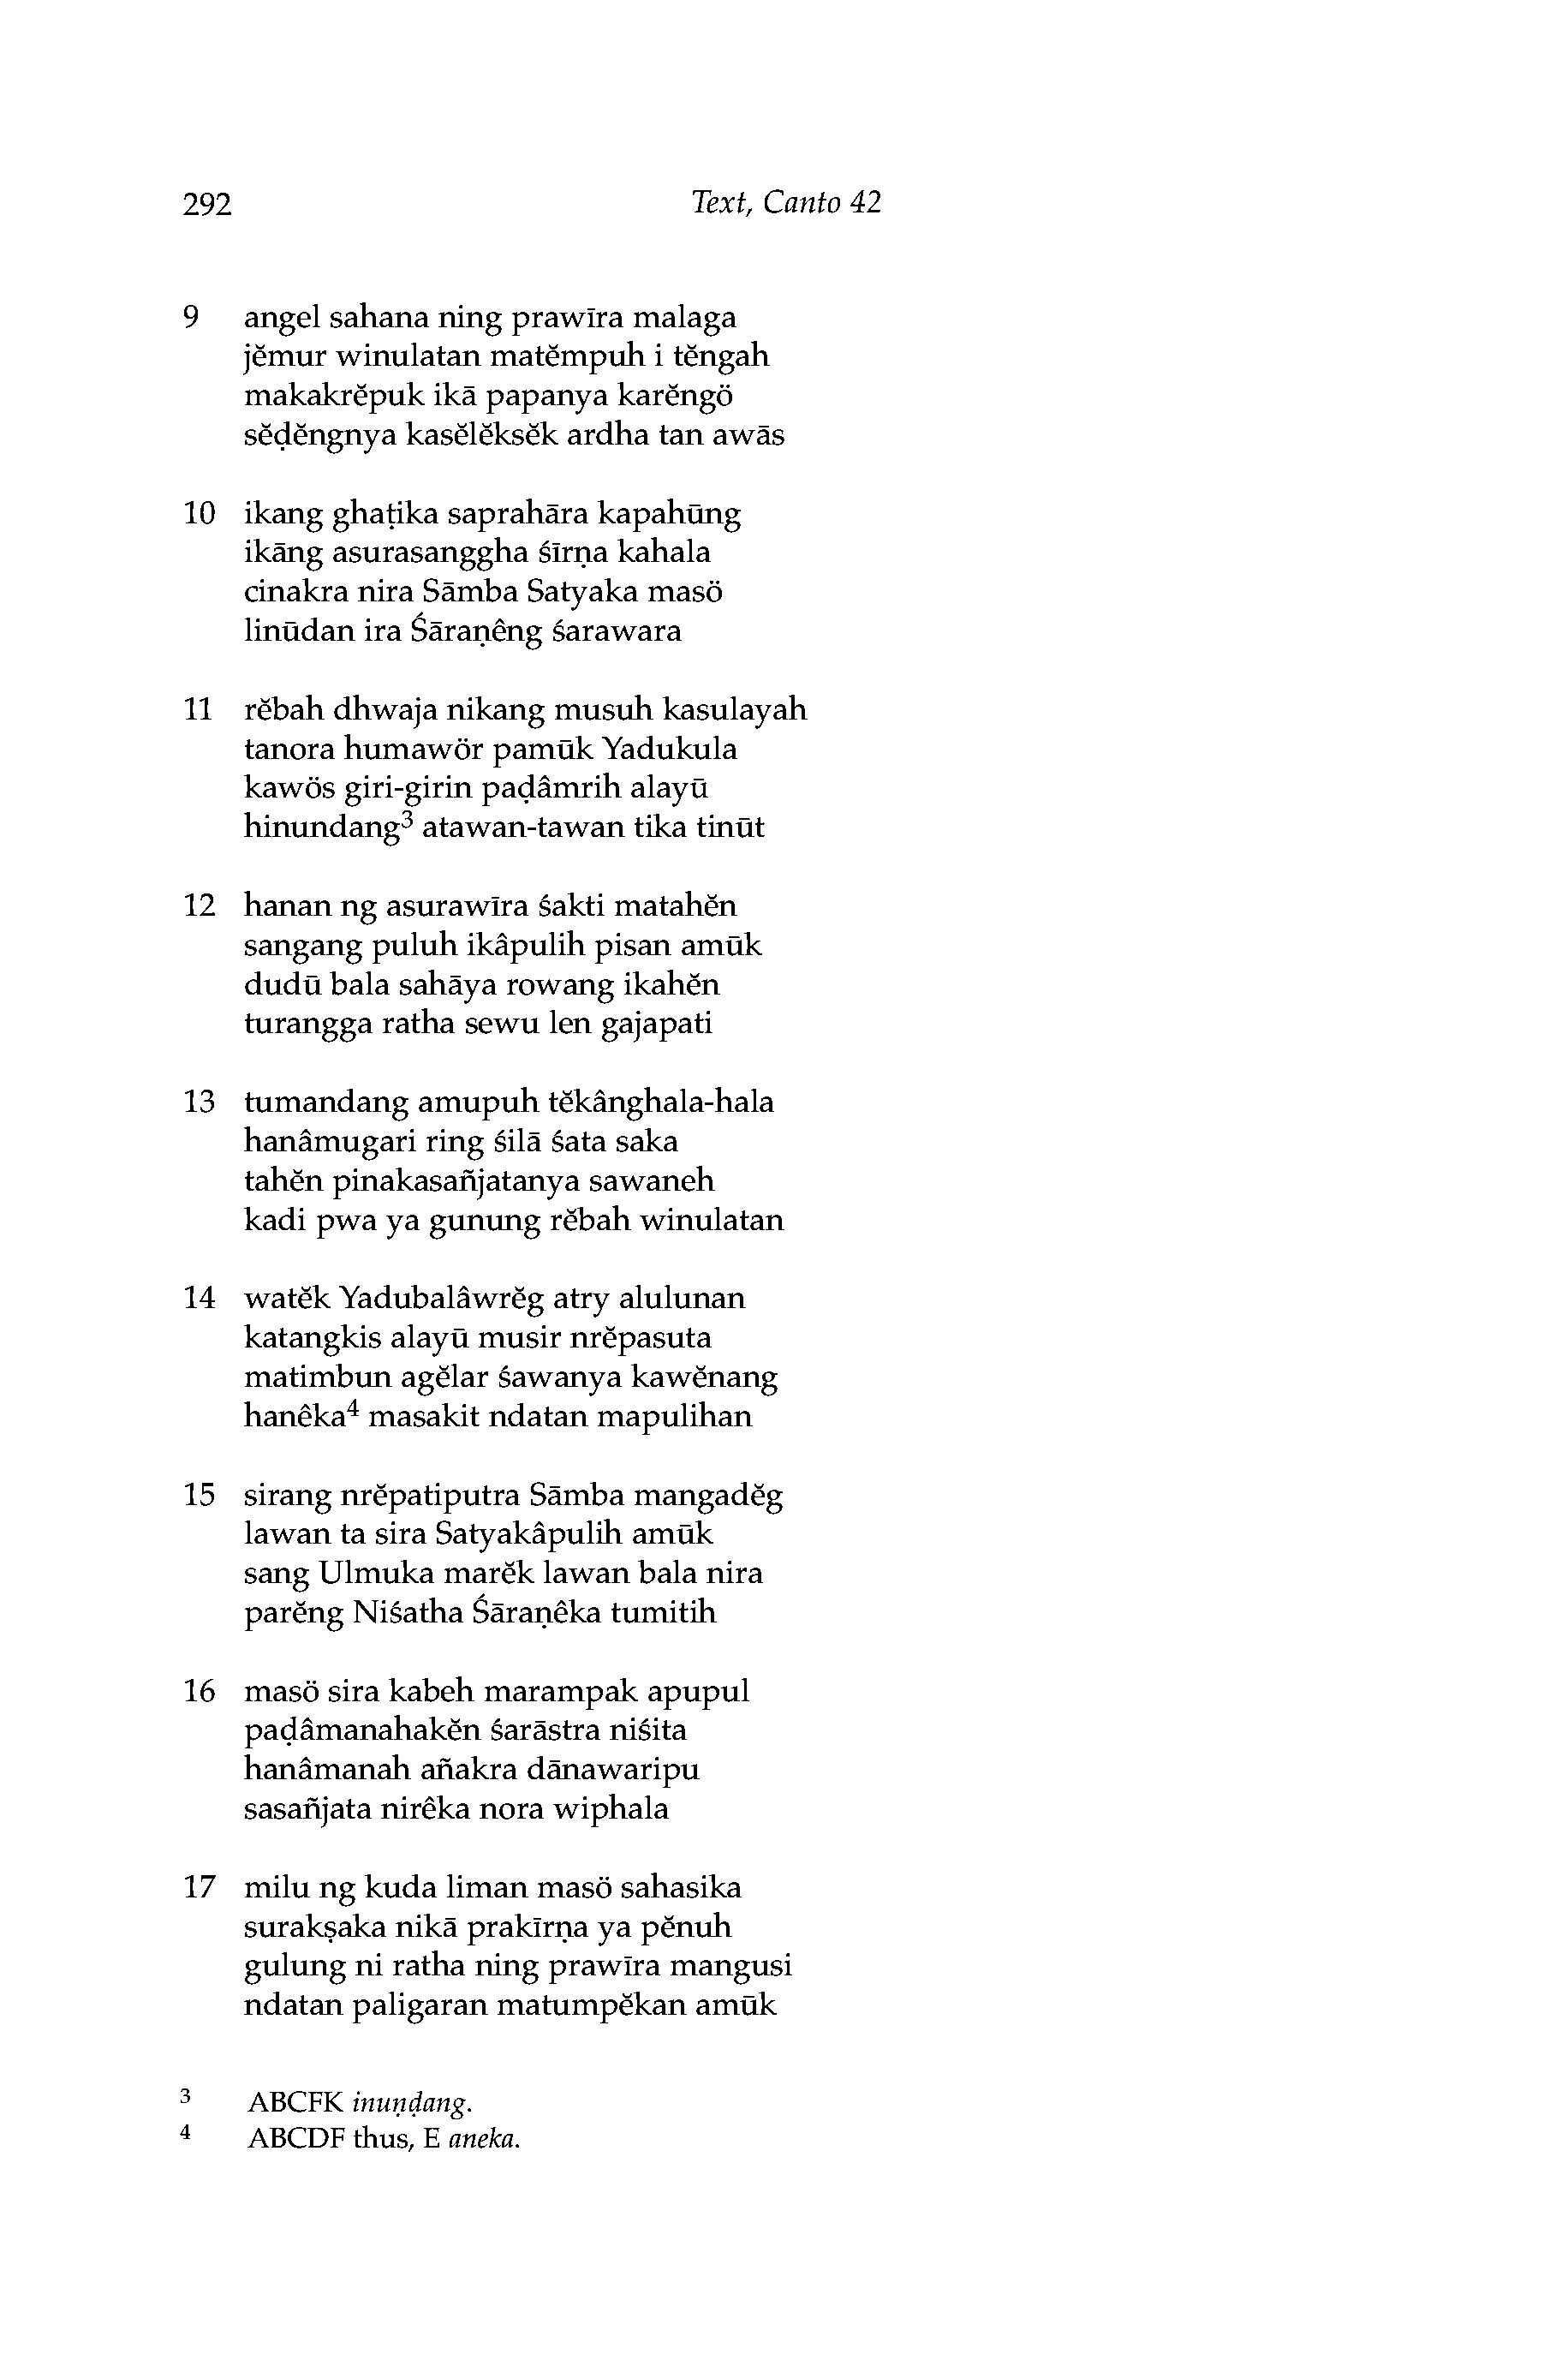 292 Text, Canto 42
9 angel sahana ning prawīra malaga
jĕmur winulatan matĕmpuh i tĕngah
makakrĕpuk ikā papanya karĕngö
sĕḍĕngnya kasĕlĕksĕk ardha tan awās
10 ikang ghaṭika saprahāra kapahūng
ikāng asurasanggha śīrṇa kahala
cinakra nira Sāmba Satyaka masö
linūdan ira Śāraṇêng śarawara
11 rĕbah dhwaja nikang musuh kasulayah
tanora humawör pamūk Yadukula
kawös giri-girin paḍâmrih alayū
hinundang³ atawan-tawan tika tinūt
12 hanan ng asurawīra śakti matahĕn
sangang puluh ikâpulih pisan amūk
dudū bala sahāya rowang ikahĕn
turangga ratha sewu len gajapati
13 tumandang amupuh tĕkânghala-hala
hanâmugari ring śilā śata saka
tahĕn pinakasañjatanya sawaneh
kadi pwa ya gunung rĕbah winulatan
14 watĕk Yadubalâwrĕg atry alulunan
katangkis alayū musir nrĕpasuta
matimbun agĕlar śawanya kawĕnang
hanêka⁴ masakit ndatan mapulihan
15 sirang nrĕpatiputra Sāmba mangadĕg
lawan ta sira Satyakâpulih amūk
sang Ulmuka marĕk lawan bala nira
parĕng Niśatha Śāraṇêka tumitih
16 masö sira kabeh marampak apupul
paḍâmanahakĕn śarāstra niśita
hanâmanah añakra dānawaripu
sasañjata nirêka nora wiphala
17 milu ng kuda liman masö sahasika
surakṣaka nikā prakīrṇa ya pĕnuh
gulung ni ratha ning prawīra mangusi
ndatan paligaran matumpĕkan amūk
³ ABCFK inuṇḍang.
⁴ ABCDF thus, E aneka.